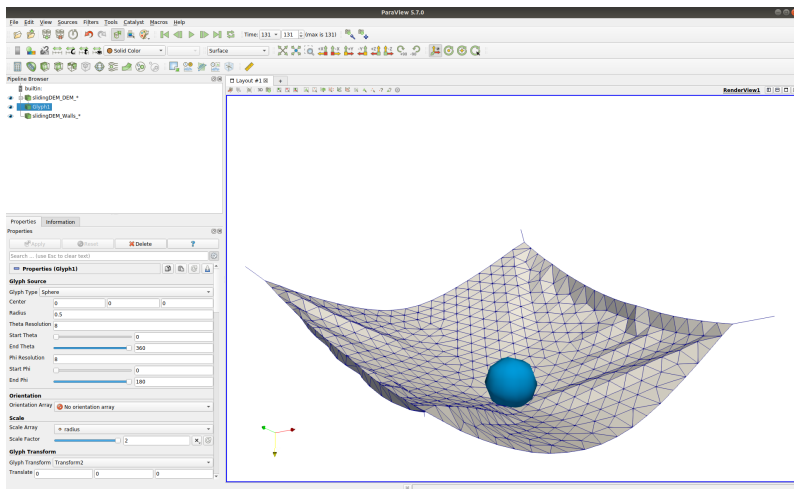 ParaView 5.7.0
File Edit View Sources Filters Tools Catalyst Macros Help
Time: 131 131 (max is 131)
Solid Color Surface
Pipeline Browser
builtin:
slidingDEM_DEM_*
Glyph1
slidingDEM_Walls_*
Properties Information
Properties
Apply Reset Delete ?
Search ... (use Esc to clear text)
Properties (Glyph1)
Glyph Source
Glyph Type Sphere
Center 0 0 0
Radius 0.5
Theta Resolution 8
Start Theta 0
End Theta 360
Phi Resolution 8
Start Phi 0
End Phi 180
Orientation
Orientation Array No orientation array
Scale
Scale Array radius
Scale Factor 2
Glyph Transform
Glyph Transform Transform2
Translate 0 0 0
Layout #1 +
3D
RenderView1